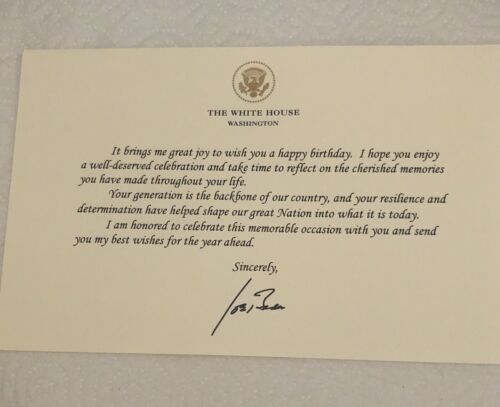 THE WHITE HOUSE
WASHINGTON
It brings me great joy to wish you a happy birthday. I hope you enjoy
a well-deserved celebration and take time to reflect on the cherished memories
you have made throughout your life.
Your generation is the backbone of our country, and your resilience and
determination have helped shape our great Nation into what it is today.
I am honored to celebrate this memorable occasion with you and send
you my best wishes for the year ahead.
Sincerely,